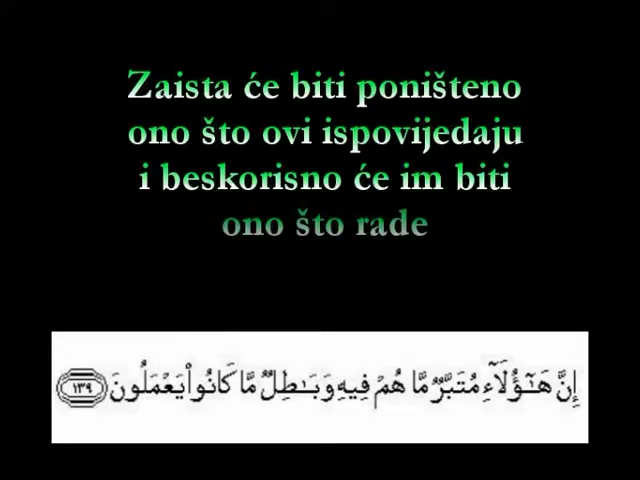 Zaista će biti poništeno
ono što ovi ispovijedaju
i beskorisno će im biti
ono što rade
إِنَّ هَـٰٓؤُلَآءِ مُتَبَّرٌ مَّا هُمْ فِيهِ وَبَـٰطِلٌ مَّا كَانُوا۟ يَعْمَلُونَ ١٣٩